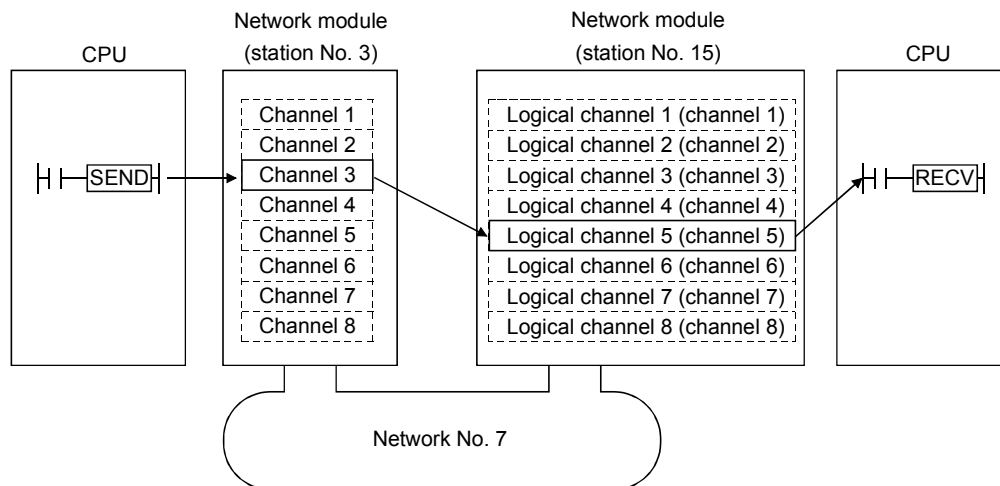 CPU
Network module
(station No. 3)
Network module
(station No. 15)
CPU
SEND
Channel 1
Channel 2
Channel 3
Channel 4
Channel 5
Channel 6
Channel 7
Channel 8
Logical channel 1 (channel 1)
Logical channel 2 (channel 2)
Logical channel 3 (channel 3)
Logical channel 4 (channel 4)
Logical channel 5 (channel 5)
Logical channel 6 (channel 6)
Logical channel 7 (channel 7)
Logical channel 8 (channel 8)
RECV
Network No. 7